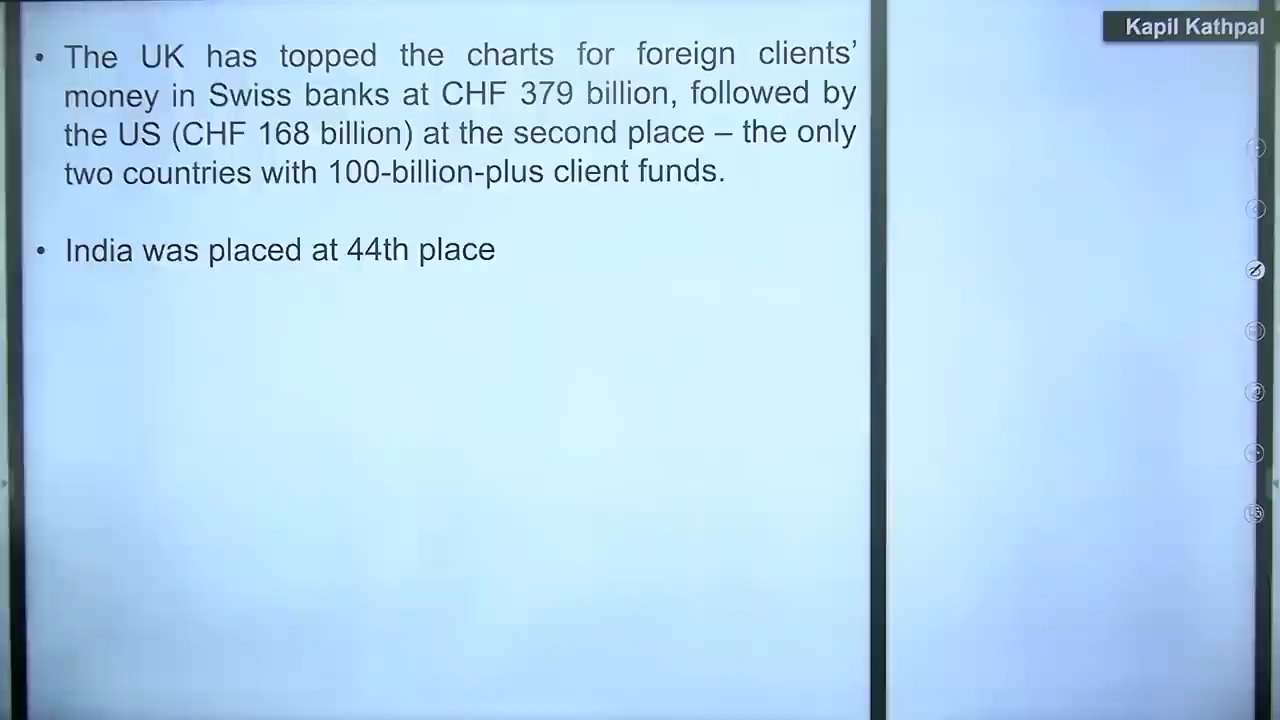 Kapil Kathpal
• The UK has topped the charts for foreign clients’
money in Swiss banks at CHF 379 billion, followed by
the US (CHF 168 billion) at the second place – the only
two countries with 100-billion-plus client funds.
• India was placed at 44th place